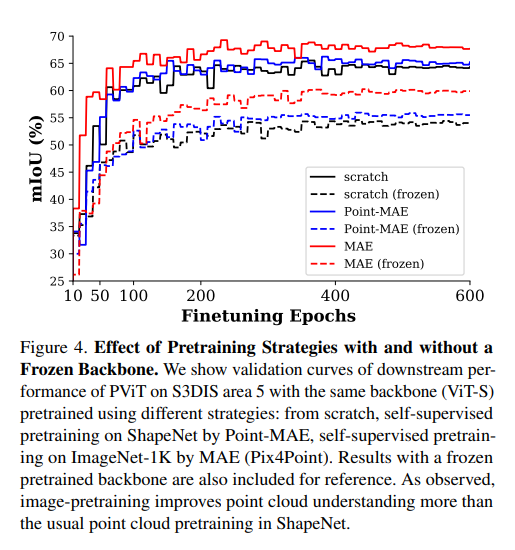 70
65
60
55
50
45
40
35
30
25
mIoU (%)
scratch
scratch (frozen)
Point-MAE
Point-MAE (frozen)
MAE
MAE (frozen)
10 50 100 200 400 600
Finetuning Epochs
Figure 4. Effect of Pretraining Strategies with and without a
Frozen Backbone. We show validation curves of downstream per-
formance of PViT on S3DIS area 5 with the same backbone (ViT-S)
pretrained using different strategies: from scratch, self-supervised
pretraining on ShapeNet by Point-MAE, self-supervised pretrain-
ing on ImageNet-1K by MAE (Pix4Point). Results with a frozen
pretrained backbone are also included for reference. As observed,
image-pretraining improves point cloud understanding more than
the usual point cloud pretraining in ShapeNet.